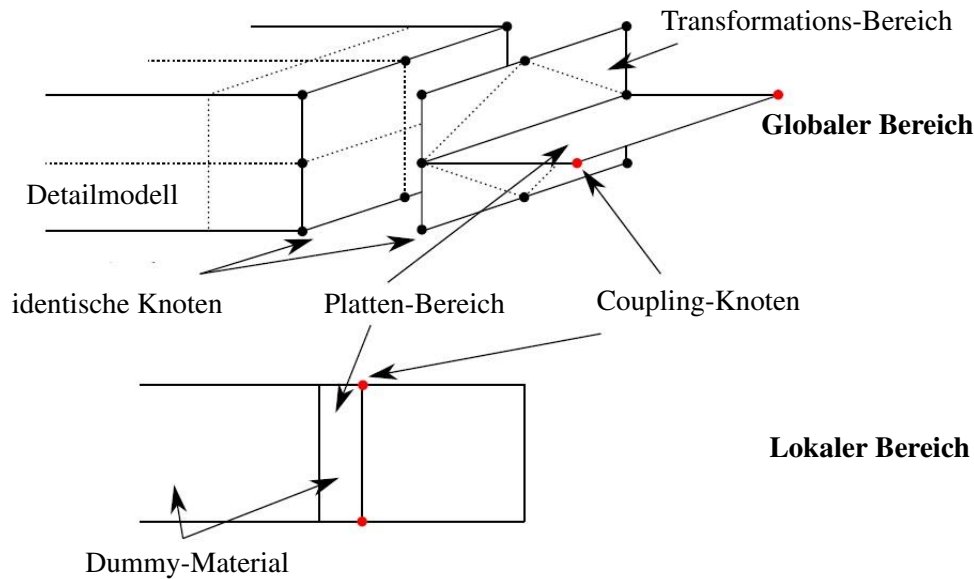 Transformations-Bereich
Globaler Bereich
Detailmodell
identische Knoten
Platten-Bereich
Coupling-Knoten
Lokaler Bereich
Dummy-Material